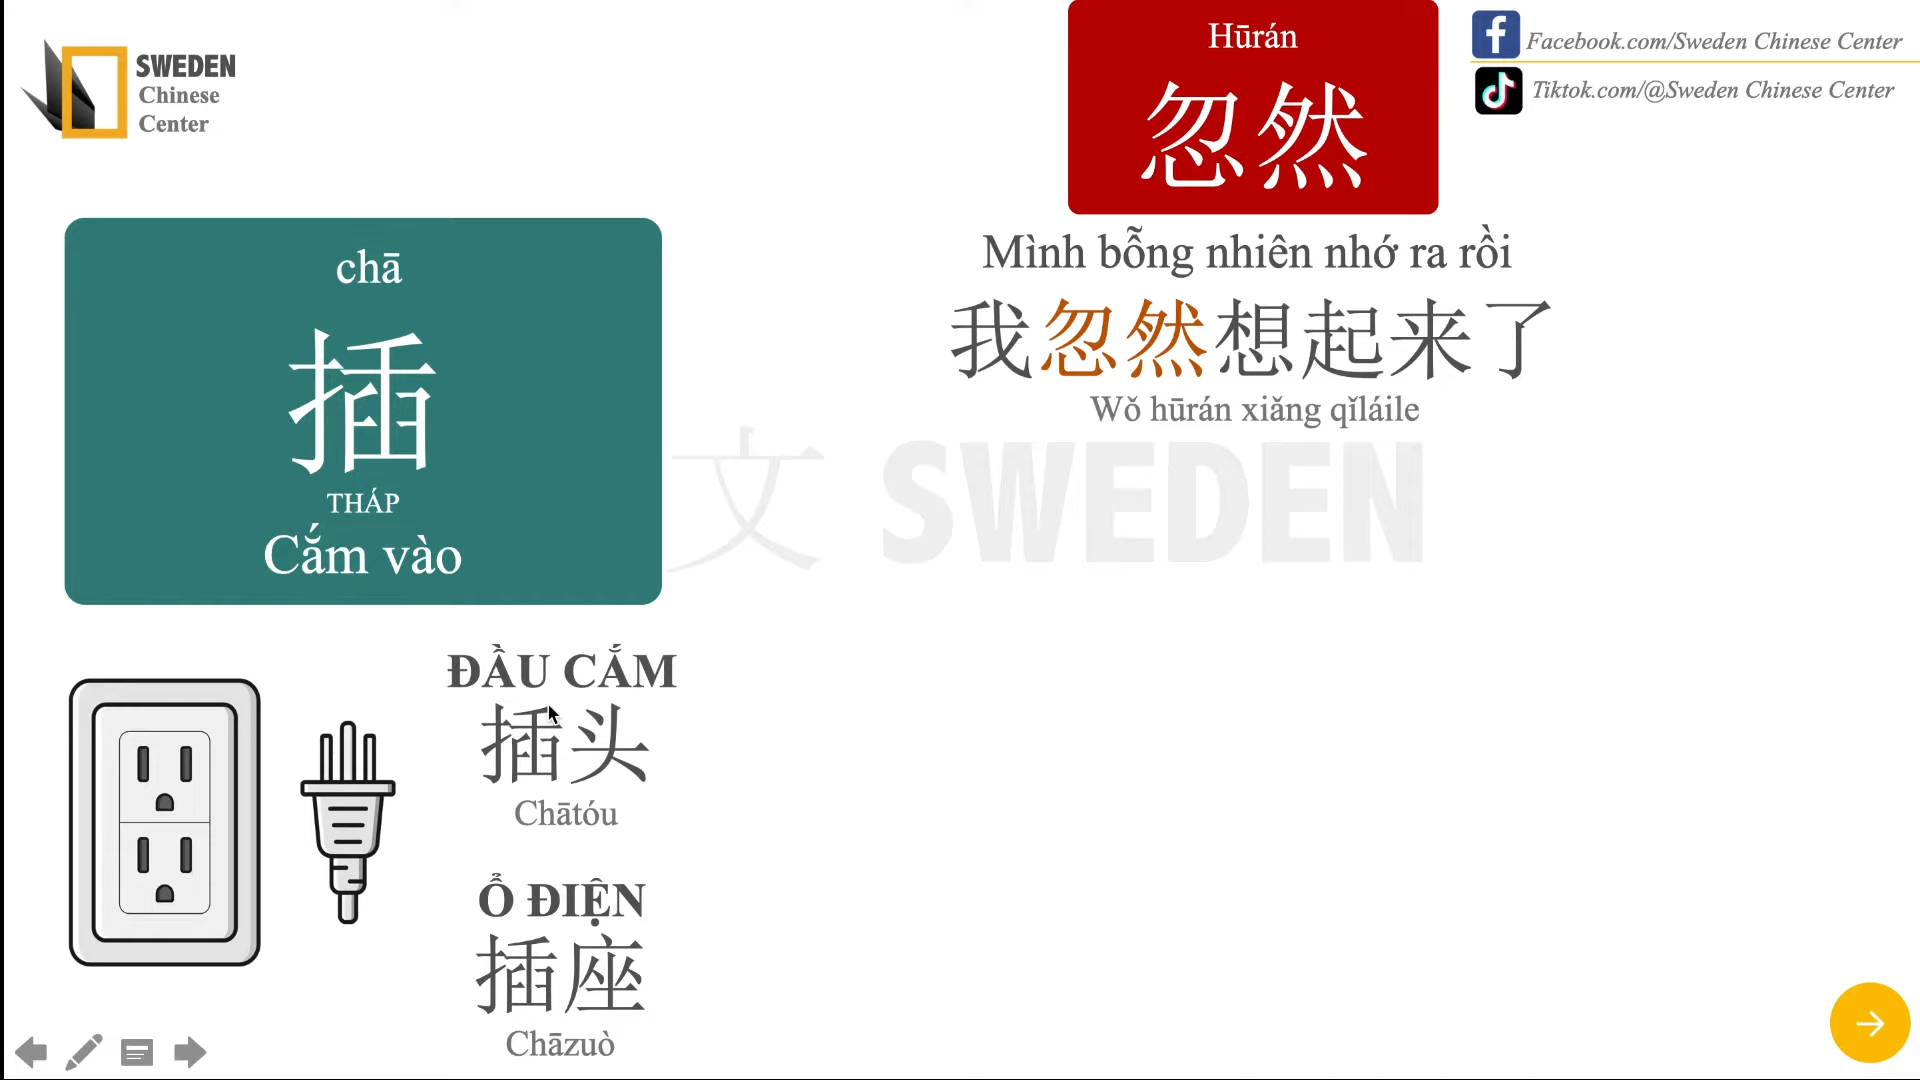 SWEDEN
Chinese
Center
Hūrán
忽然
Facebook.com/Sweden Chinese Center
Tiktok.com/@Sweden Chinese Center
chā
插
THÁP
Cắm vào
Mình bỗng nhiên nhớ ra rồi
我忽然想起来了
Wǒ hūrán xiǎng qǐláile
文 SWEDEN
ĐẦU CẮM
插头
Chātóu
Ổ ĐIỆN
插座
Chāzuò